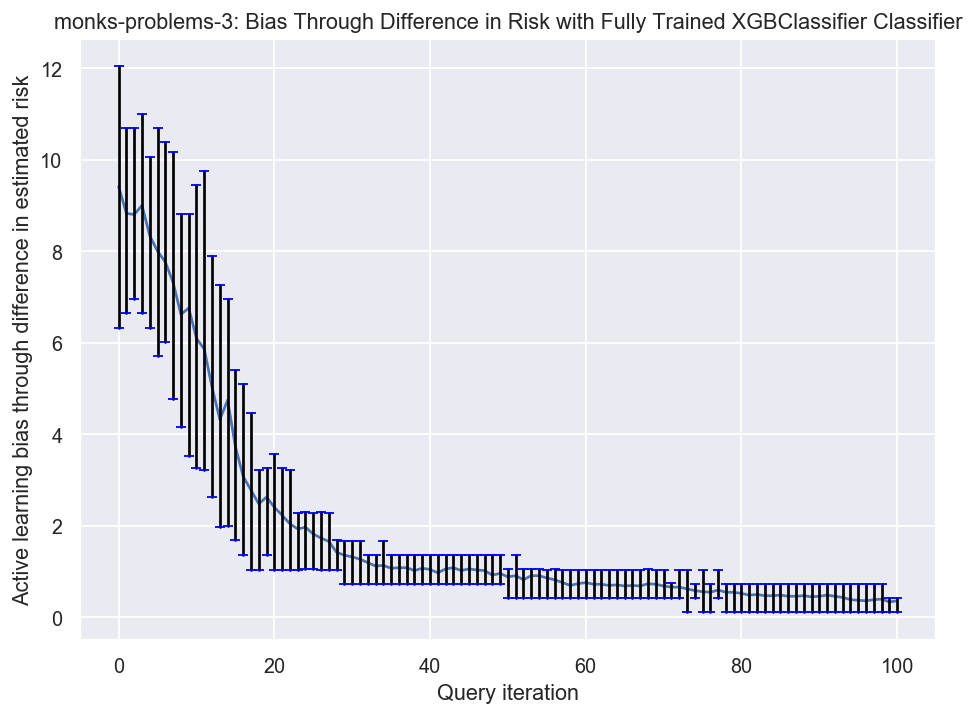 monks-problems-3: Bias Through Difference in Risk with Fully Trained XGBClassifier Classifier
Active learning bias through difference in estimated risk
12
10
8
6
4
2
0
0 20 40 60 80 100
Query iteration